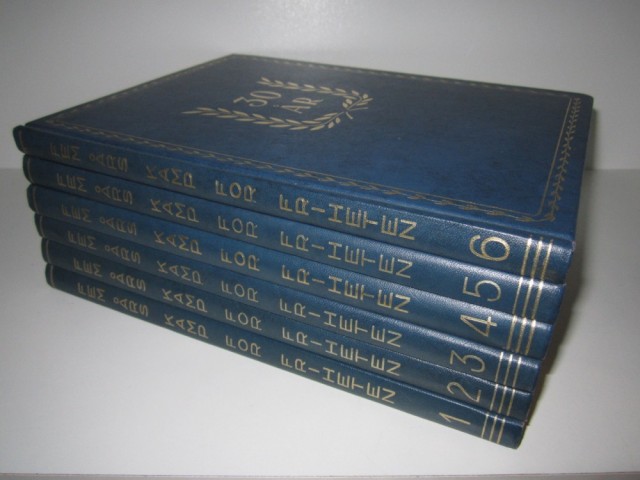 30
ÅR
FEM ÅRS KAMP FOR FRIHETEN 6
FEM ÅRS KAMP FOR FRIHETEN 5
FEM ÅRS KAMP FOR FRIHETEN 4
FEM ÅRS KAMP FOR FRIHETEN 3
FEM ÅRS KAMP FOR FRIHETEN 2
FEM ÅRS KAMP FOR FRIHETEN 1